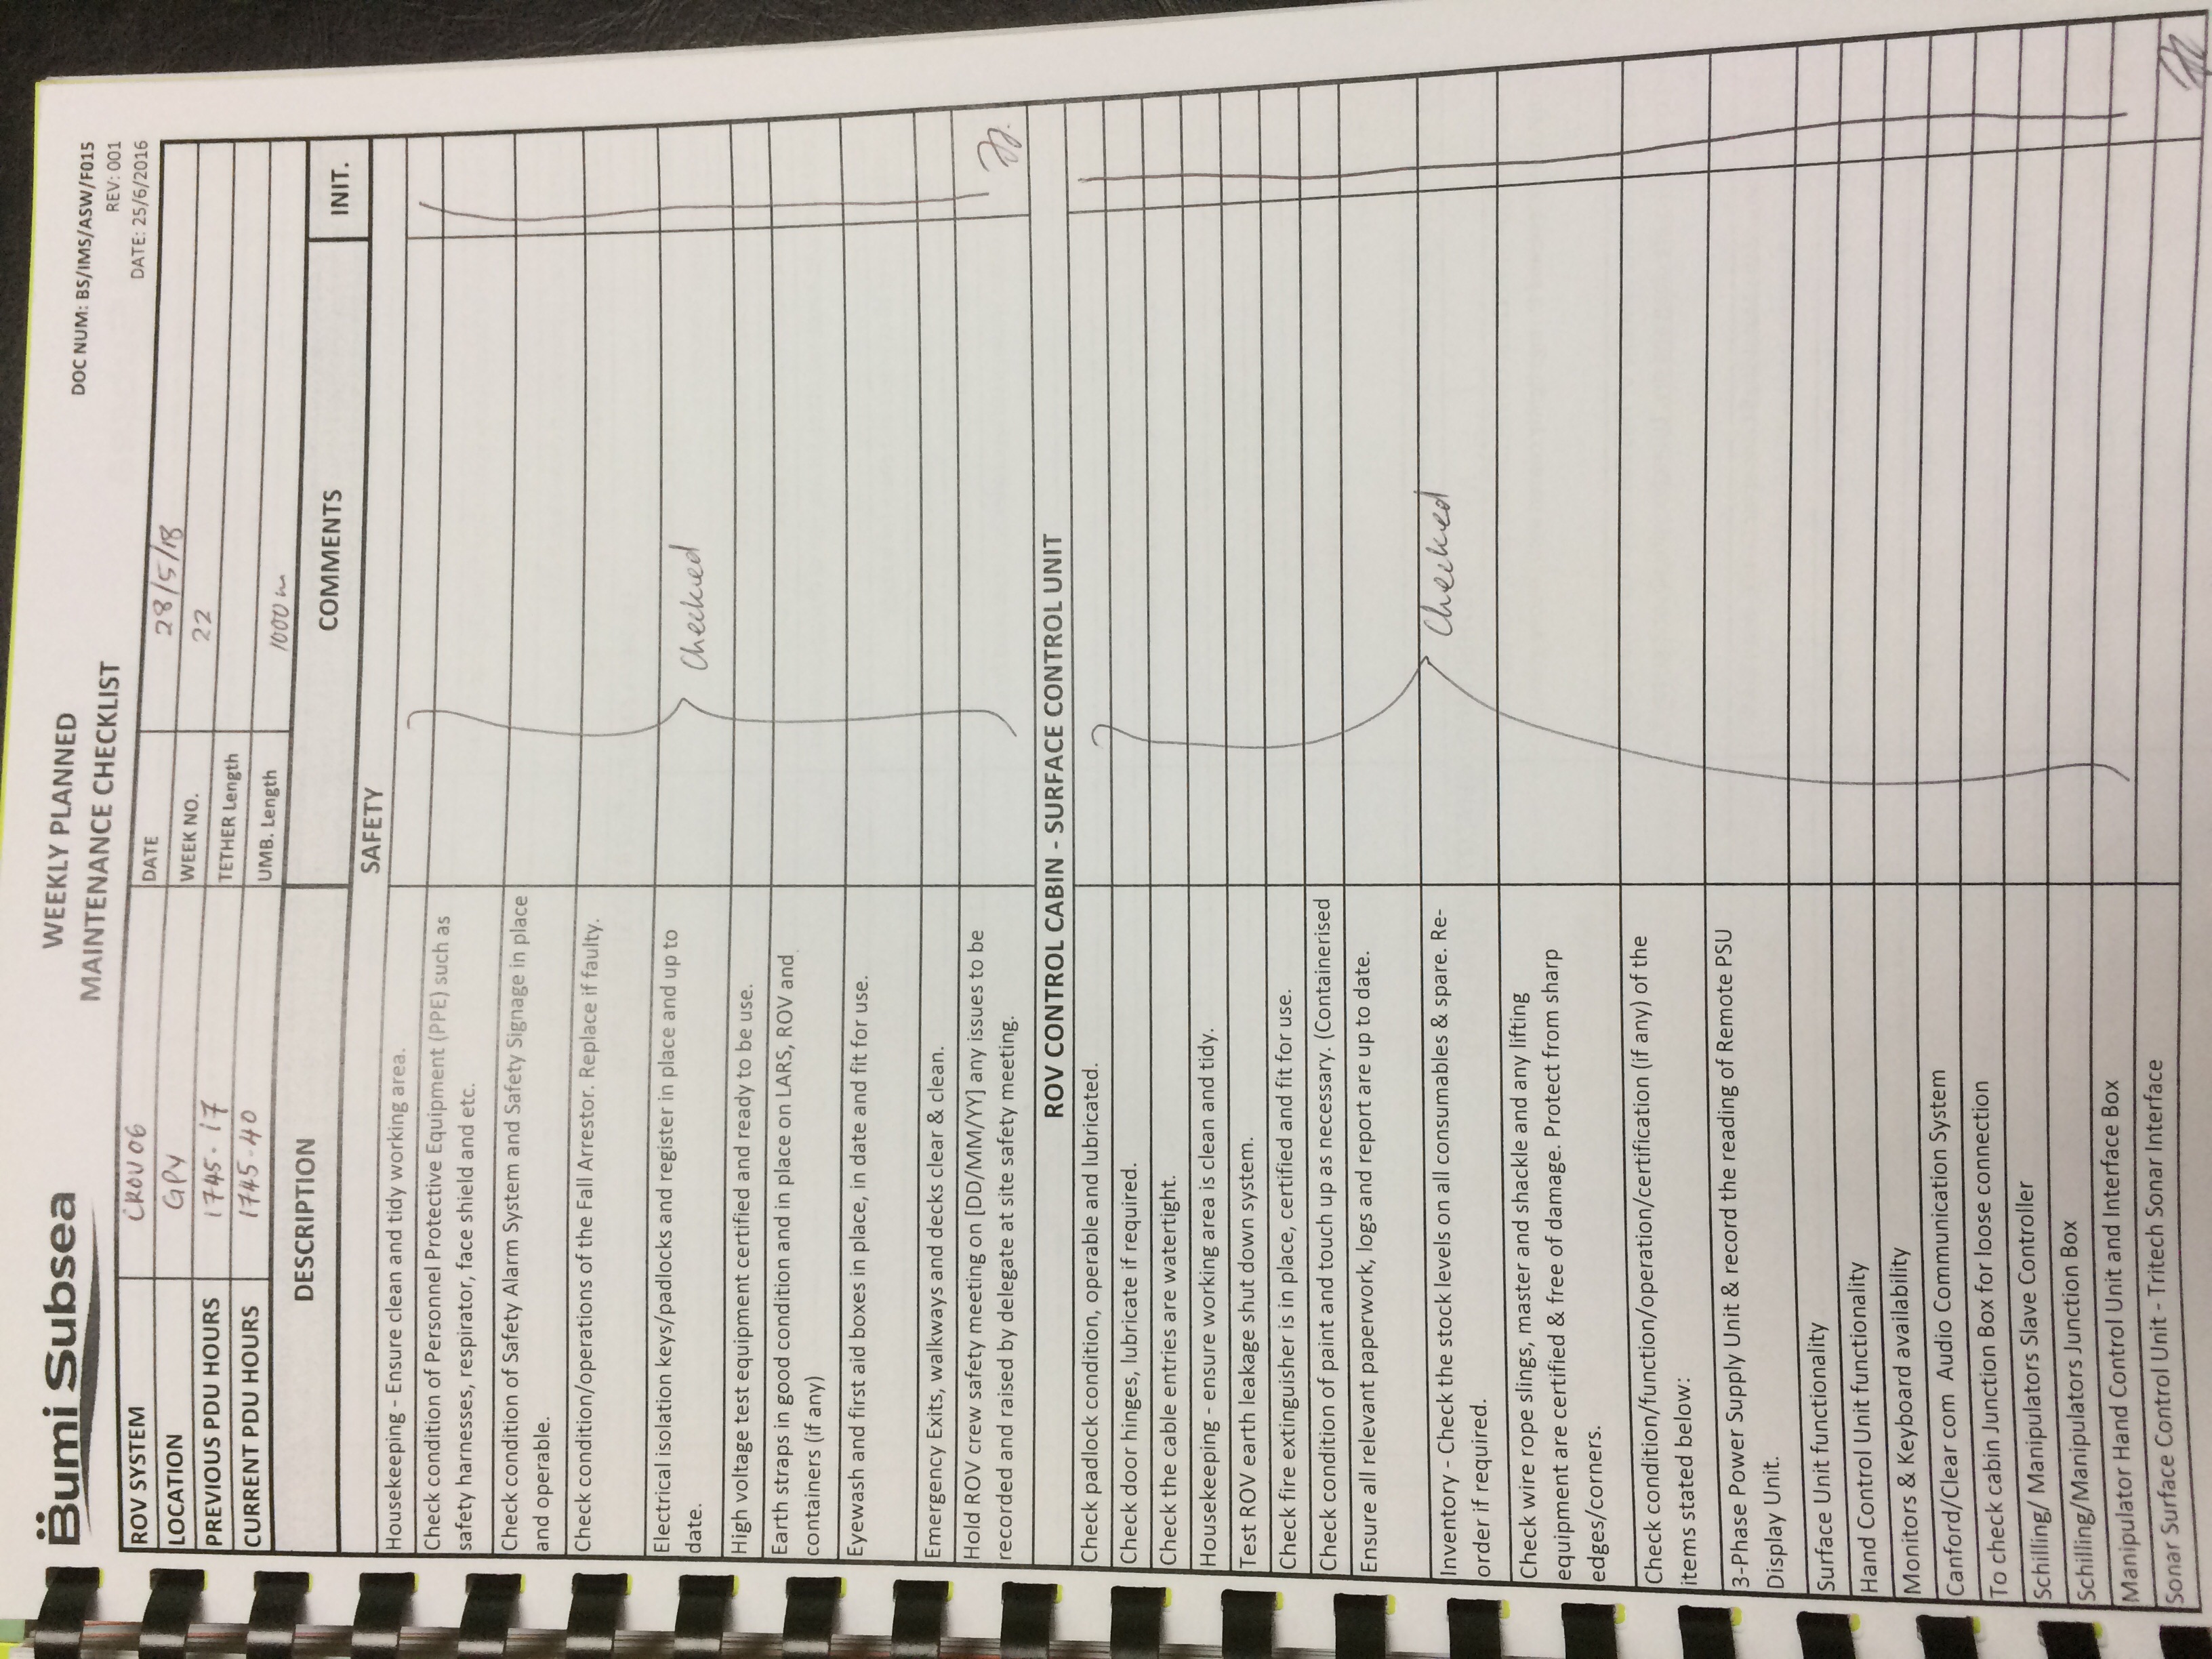 Bumi Subsea
WEEKLY PLANNED
MAINTENANCE CHECKLIST
DOC NUM: BS/IMS/ASW/F015
REV: 001
DATE: 25/6/2016
ROV SYSTEM CROV 06
LOCATION GPY
PREVIOUS PDU HOURS 1745.17
CURRENT PDU HOURS 1745.40
DATE 28/5/18
WEEK NO. 22
TETHER Length
UMB. Length 1000m
DESCRIPTION COMMENTS INIT.
SAFETY
Housekeeping - Ensure clean and tidy working area.
Check condition of Personnel Protective Equipment (PPE) such as
safety harnesses, respirator, face shield and etc.
Check condition of Safety Alarm System and Safety Signage in place
and operable.
Check condition/operations of the Fall Arrestor. Replace if faulty.
Electrical isolation keys/padlocks and register in place and up to
date.
Checked
High voltage test equipment certified and ready to be use.
Earth straps in good condition and in place on LARS, ROV and
containers (if any)
Eyewash and first aid boxes in place, in date and fit for use.
Emergency Exits, walkways and decks clear & clean.
Hold ROV crew safety meeting on [DD/MM/YY] any issues to be
recorded and raised by delegate at site safety meeting.
ROV CONTROL CABIN - SURFACE CONTROL UNIT
Check padlock condition, operable and lubricated.
Check door hinges, lubricate if required.
Check the cable entries are watertight.
Housekeeping - ensure working area is clean and tidy.
Test ROV earth leakage shut down system.
Check fire extinguisher is in place, certified and fit for use.
Check condition of paint and touch up as necessary. (Containerised
Ensure all relevant paperwork, logs and report are up to date.
Inventory - Check the stock levels on all consumables & spare. Re-
order if required.
Checked
Check wire rope slings, master and shackle and any lifting
equipment are certified & free of damage. Protect from sharp
edges/corners.
Check condition/function/operation/certification (if any) of the
items stated below:
3-Phase Power Supply Unit & record the reading of Remote PSU
Display Unit.
Surface Unit functionality
Hand Control Unit functionality
Monitors & Keyboard availability
Canford/Clear com Audio Communication System
To check cabin Junction Box for loose connection
Schilling/ Manipulators Slave Controller
Schilling/Manipulators Junction Box
Manipulator Hand Control Unit and Interface Box
Sonar Surface Control Unit - Tritech Sonar Interface